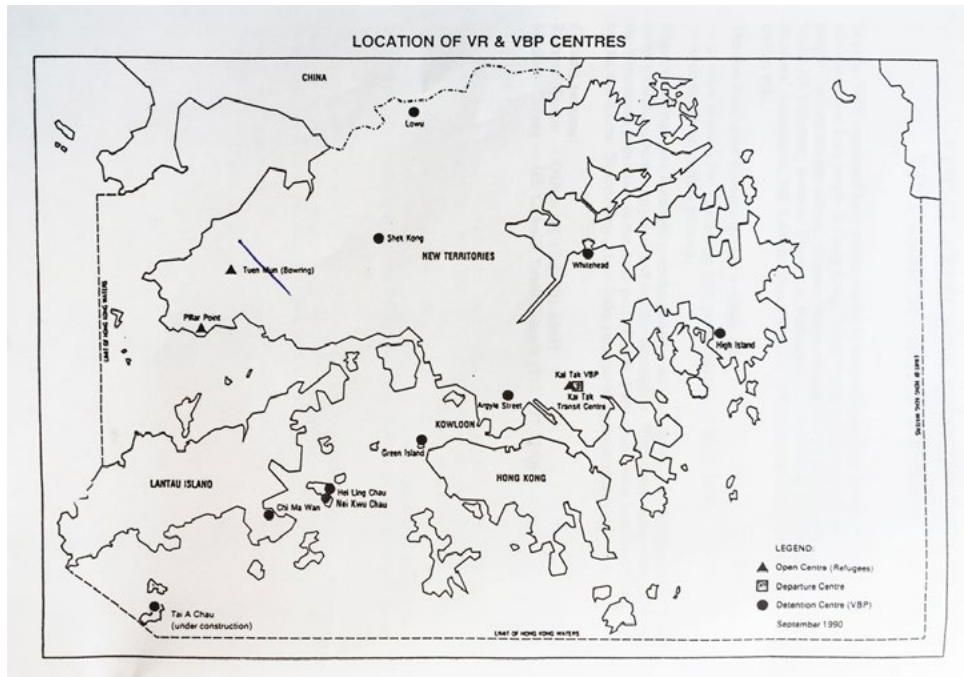 LOCATION OF VR & VBP CENTRES
CHINA
Lowu
Shek Kong
NEW TERRITORIES
Whitehead
Tuen Mun (Bowring)
LIMIT OF HONG KONG WATERS
Pillar Point
High Island
Kai Tak VBP
Kai Tak
Transit Centre
LIMIT OF HONG KONG WATERS
Argyle Street
KOWLOON
Green Island
LANTAU ISLAND
HONG KONG
Hei Ling Chau
Nei Kwu Chau
Chi Ma Wan
LEGEND:
Open Centre (Refugees)
Departure Centre
Detention Centre (VBP)
September 1990
Tai A Chau
(under construction)
LIMIT OF HONG KONG WATERS